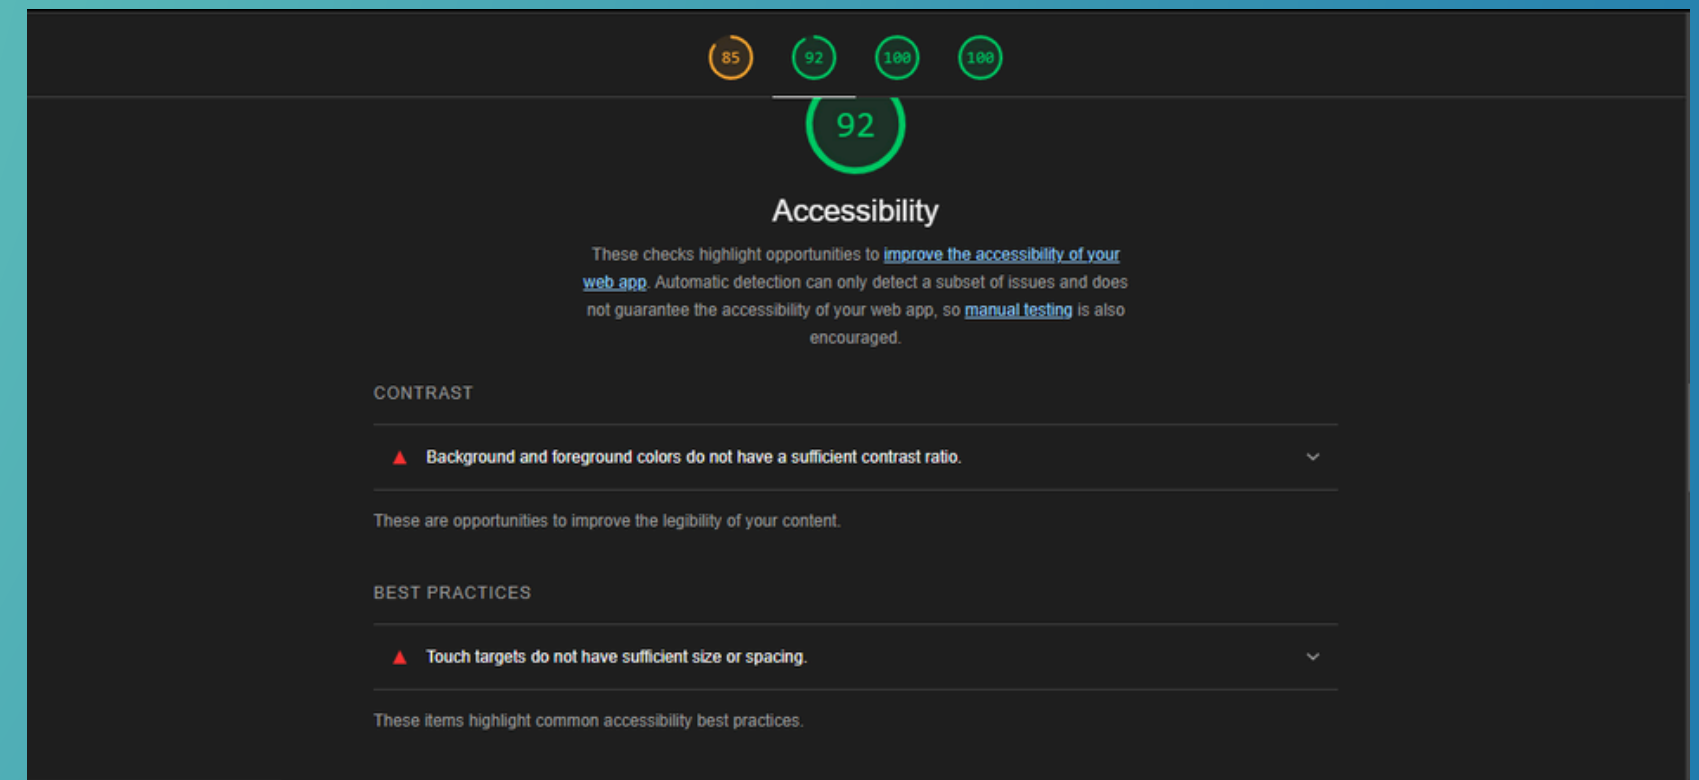 85 92 100 100
92
Accessibility
These checks highlight opportunities to improve the accessibility of your
web app. Automatic detection can only detect a subset of issues and does
not guarantee the accessibility of your web app, so manual testing is also
encouraged.
CONTRAST
Background and foreground colors do not have a sufficient contrast ratio.
These are opportunities to improve the legibility of your content.
BEST PRACTICES
Touch targets do not have sufficient size or spacing.
These items highlight common accessibility best practices.